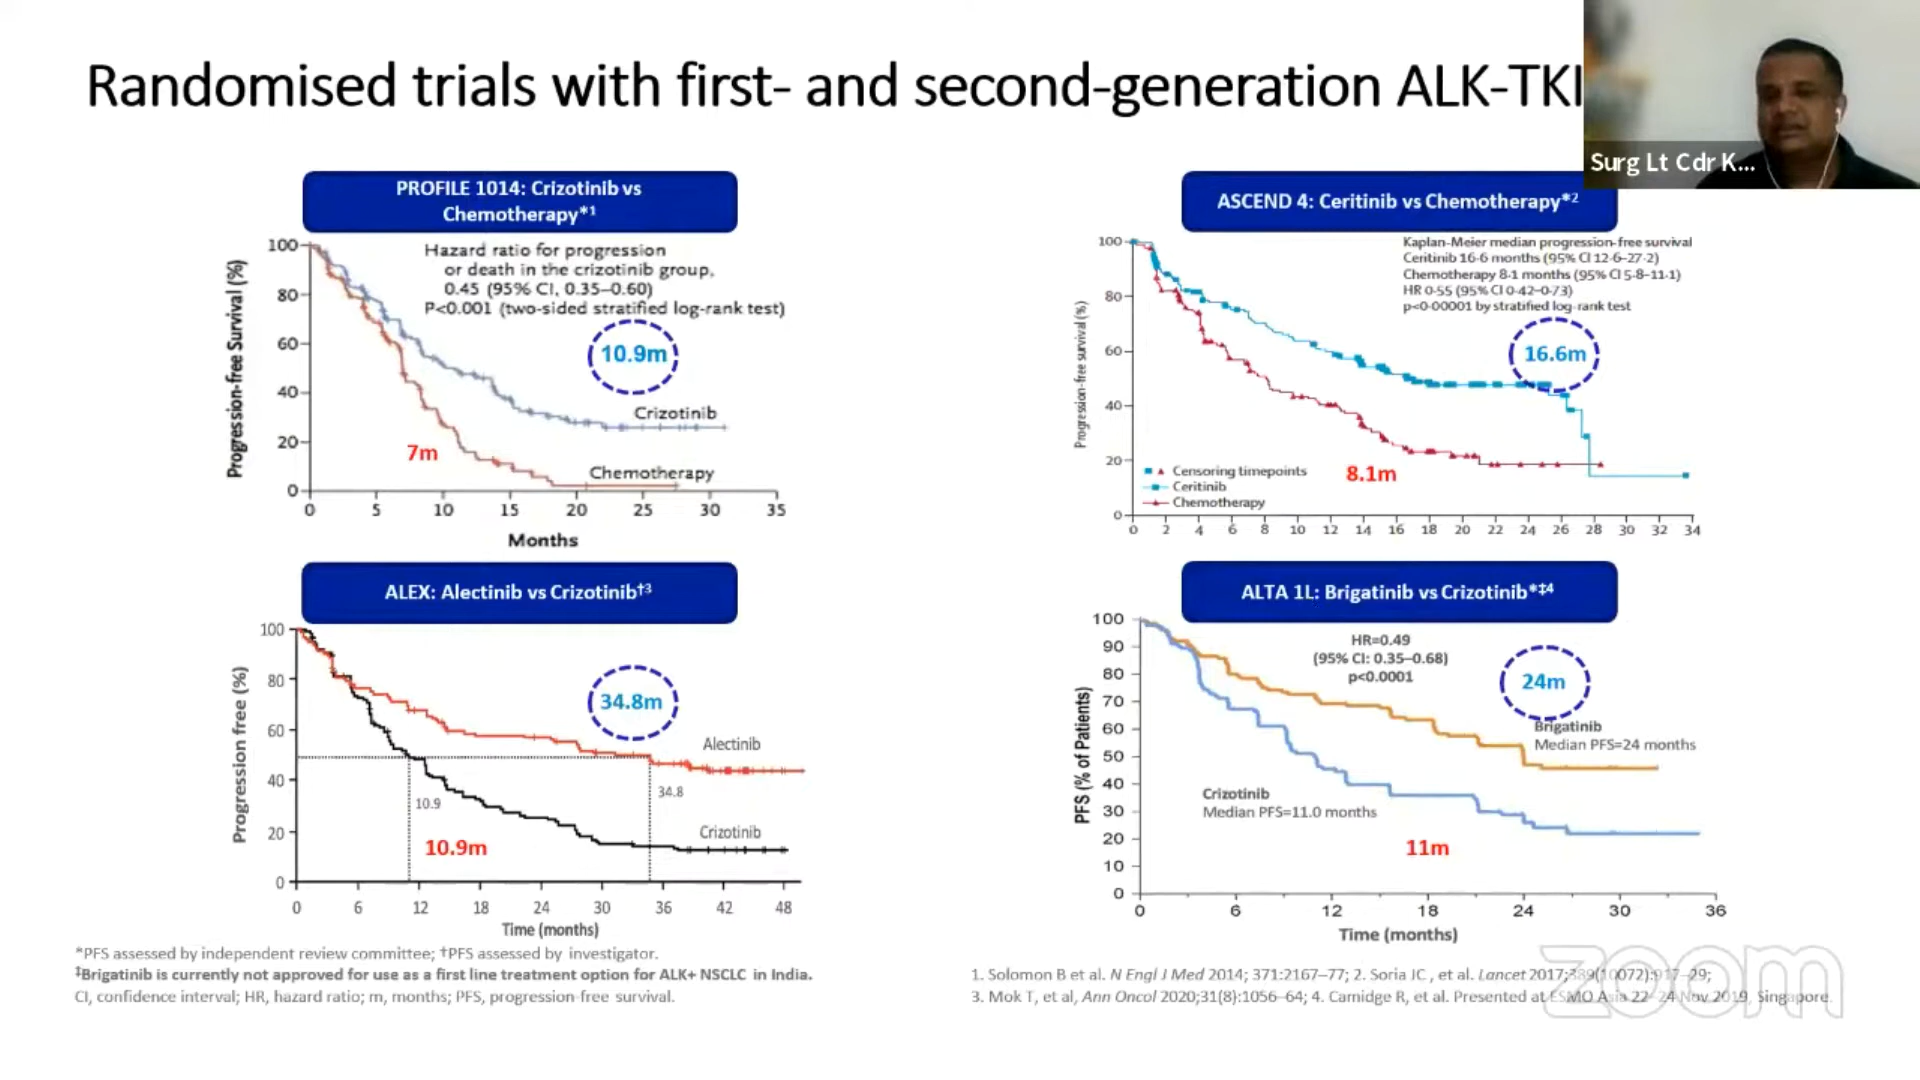 Randomised trials with first- and second-generation ALK-TKI
Surg Lt Cdr K...
PROFILE 1014: Crizotinib vs
Chemotherapy*1
Progression-free Survival (%)
100
80
60
40
20
0
Hazard ratio for progression
or death in the crizotinib group,
0.45 (95% CI, 0.35–0.60)
P<0.001 (two-sided stratified log-rank test)
10.9m
Crizotinib
7m
Chemotherapy
0 5 10 15 20 25 30 35
Months
ASCEND 4: Ceritinib vs Chemotherapy*2
Progression-free survival (%)
100
80
60
40
20
0
Kaplan-Meier median progression-free survival
Ceritinib 16·6 months (95% CI 12·6–27·2)
Chemotherapy 8·1 months (95% CI 5·8–11·1)
HR 0·55 (95% CI 0·42–0·73)
p<0·00001 by stratified log-rank test
16.6m
8.1m
Censoring timepoints
Ceritinib
Chemotherapy
0 2 4 6 8 10 12 14 16 18 20 22 24 26 28 30 32 34
ALEX: Alectinib vs Crizotinib†3
Progression free (%)
100
80
60
40
20
0
34.8m
Alectinib
34.8
10.9
Crizotinib
10.9m
0 6 12 18 24 30 36 42 48
Time (months)
ALTA 1L: Brigatinib vs Crizotinib*‡4
PFS (% of Patients)
100
90
80
70
60
50
40
30
20
10
0
HR=0.49
(95% CI: 0.35–0.68)
p<0.0001
24m
Brigatinib
Median PFS=24 months
Crizotinib
Median PFS=11.0 months
11m
0 6 12 18 24 30 36
Time (months)
*PFS assessed by independent review committee; †PFS assessed by investigator.
‡Brigatinib is currently not approved for use as a first line treatment option for ALK+ NSCLC in India.
CI, confidence interval; HR, hazard ratio; m, months; PFS, progression-free survival.
1. Solomon B et al. N Engl J Med 2014; 371:2167–77; 2. Soria JC , et al. Lancet 2017;389(10072):917–29;
3. Mok T, et al, Ann Oncol 2020;31(8):1056–64; 4. Camidge R, et al. Presented at ESMO Asia 22–24 Nov 2019, Singapore.
zoom